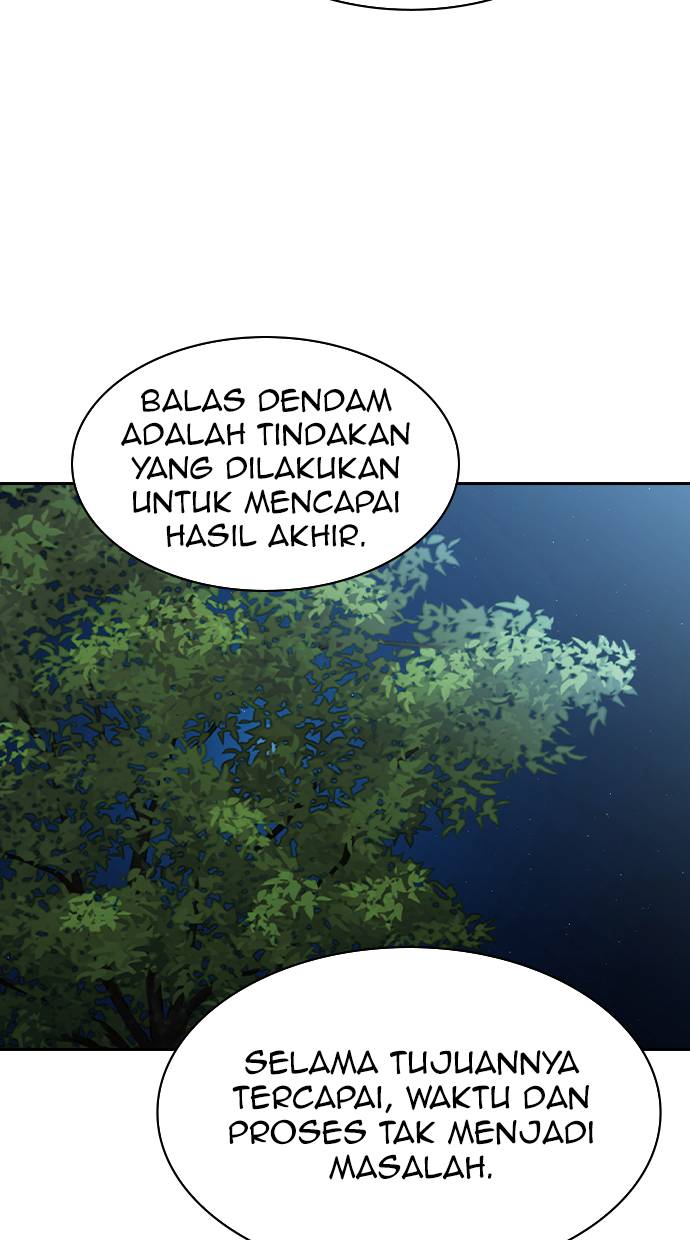 BALAS DENDAM
ADALAH TINDAKAN
YANG DILAKUKAN
UNTUK MENCAPAI
HASIL AKHIR.
SELAMA TUJUANNYA
TERCAPAI, WAKTU DAN
PROSES TAK MENJADI
MASALAH.